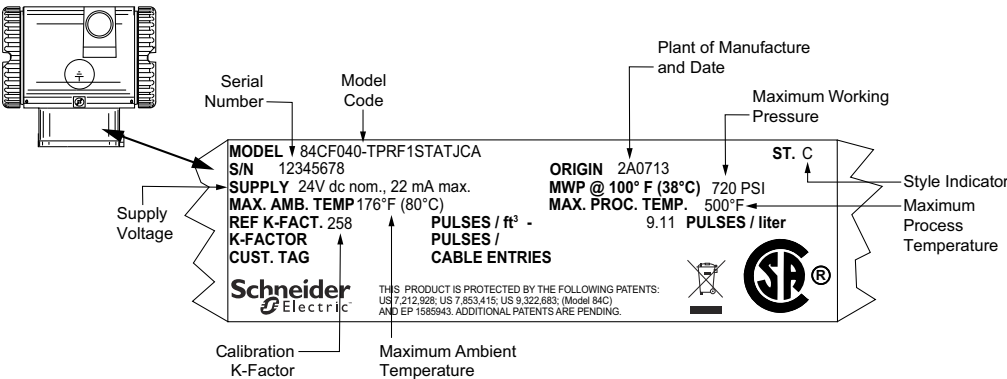 Plant of Manufacture
and Date
Serial
Number
Model
Code
Maximum Working
Pressure
MODEL 84CF040-TPRF1STATJCA
S/N 12345678
SUPPLY 24V dc nom., 22 mA max.
MAX. AMB. TEMP 176°F (80°C)
REF K-FACT. 258 PULSES / ft³ - 9.11 PULSES / liter
K-FACTOR PULSES /
CUST. TAG CABLE ENTRIES
ORIGIN 2A0713
MWP @ 100° F (38°C) 720 PSI
MAX. PROC. TEMP. 500°F
ST. C
Style Indicator
Maximum
Process
Temperature
Supply
Voltage
Schneider
Electric
THIS PRODUCT IS PROTECTED BY THE FOLLOWING PATENTS:
US 7,212,928; US 7,853,415; US 9,322,683; (Model 84C)
AND EP 1585943. ADDITIONAL PATENTS ARE PENDING.
SA ®
Calibration
K-Factor
Maximum Ambient
Temperature